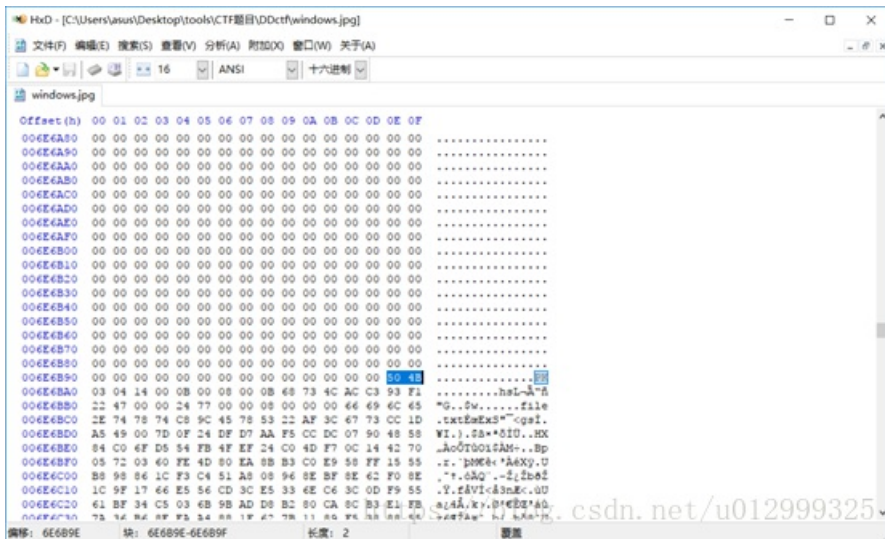 HxD - [C:\Users\asus\Desktop\tools\CTF题目\DDctf\windows.jpg]
文件(F) 编辑(E) 搜索(S) 查看(V) 分析(A) 附加(X) 窗口(W) 关于(A)
16 ANSI 十六进制
windows.jpg
Offset(h) 00 01 02 03 04 05 06 07 08 09 0A 0B 0C 0D 0E 0F
006E6A80 00 00 00 00 00 00 00 00 00 00 00 00 00 00 00 00 ................
006E6A90 00 00 00 00 00 00 00 00 00 00 00 00 00 00 00 00 ................
006E6AA0 00 00 00 00 00 00 00 00 00 00 00 00 00 00 00 00 ................
006E6AB0 00 00 00 00 00 00 00 00 00 00 00 00 00 00 00 00 ................
006E6AC0 00 00 00 00 00 00 00 00 00 00 00 00 00 00 00 00 ................
006E6AD0 00 00 00 00 00 00 00 00 00 00 00 00 00 00 00 00 ................
006E6AE0 00 00 00 00 00 00 00 00 00 00 00 00 00 00 00 00 ................
006E6AF0 00 00 00 00 00 00 00 00 00 00 00 00 00 00 00 00 ................
006E6B00 00 00 00 00 00 00 00 00 00 00 00 00 00 00 00 00 ................
006E6B10 00 00 00 00 00 00 00 00 00 00 00 00 00 00 00 00 ................
006E6B20 00 00 00 00 00 00 00 00 00 00 00 00 00 00 00 00 ................
006E6B30 00 00 00 00 00 00 00 00 00 00 00 00 00 00 00 00 ................
006E6B40 00 00 00 00 00 00 00 00 00 00 00 00 00 00 00 00 ................
006E6B50 00 00 00 00 00 00 00 00 00 00 00 00 00 00 00 00 ................
006E6B60 00 00 00 00 00 00 00 00 00 00 00 00 00 00 00 00 ................
006E6B70 00 00 00 00 00 00 00 00 00 00 00 00 00 00 00 00 ................
006E6B80 00 00 00 00 00 00 00 00 00 00 00 00 00 00 00 00 ................
006E6B90 00 00 00 00 00 00 00 00 00 00 00 00 00 00 50 4B ..............PK
006E6BA0 03 04 14 00 0B 00 08 00 0B 68 73 4C AC C3 93 F1 .........hsL¬Ã"ñ
006E6BB0 22 47 00 00 24 77 00 00 08 00 00 00 66 69 6C 65 "G..$w......file
006E6BC0 2E 74 78 74 C8 9C 45 78 53 22 AF 3C 67 73 CC 1D .txtÈœExS"¯<gsÌ.
006E6BD0 A5 49 00 7D 0F 24 DF D7 AA F5 CC DC 07 90 48 58
006E6BE0 84 C0 6F D5 54 FB 4F EF 24 C0 4D F7 0C 14 42 70
006E6BF0 05 72 03 60 FE 4D 80 EA 8B B3 C0 E9 58 FF 15 55
006E6C00 B8 98 86 1C F3 C4 51 A8 08 96 8E BF 8E 62 F0 8E
006E6C10 1C 9F 17 66 E5 56 CD 3C E5 33 6E C6 3C 0D F9 55
006E6C20 61 BF 34 C5 03 6B 9B AD D8 B2 80 CA 8C B3 E1 FB
006E6C30
https://blog.csdn.net/u012999325
偏移: 6E6B9E 块: 6E6B9E-6E6B9F 长度: 2 覆盖